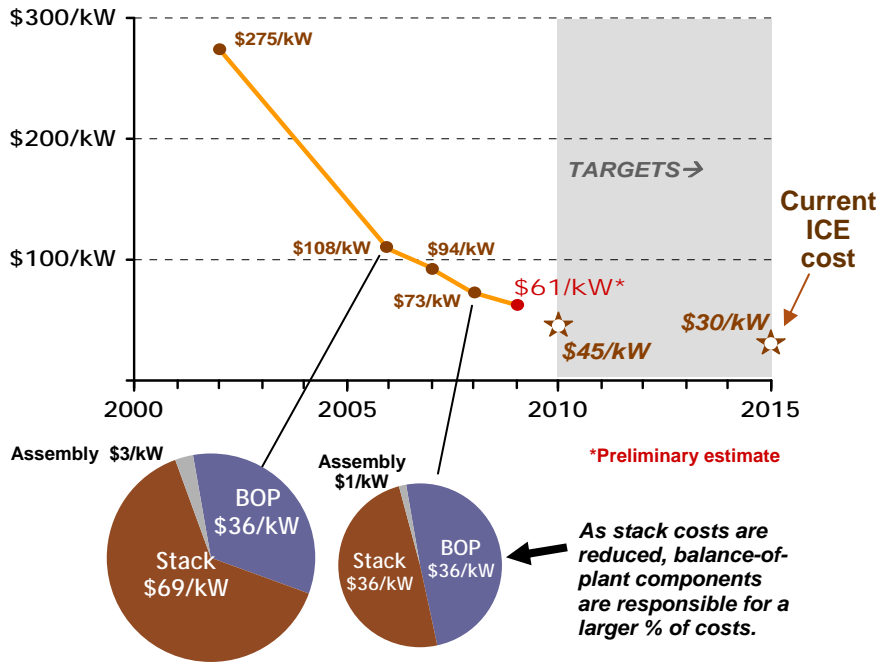 $300/kW
$275/kW
$200/kW
TARGETS→
Current
ICE
cost
$100/kW
$108/kW
$94/kW
$73/kW
$61/kW*
$30/kW
$45/kW
2000
2005
2010
2015
*Preliminary estimate
Assembly $3/kW
BOP
$36/kW
Stack
$69/kW
Assembly
$1/kW
Stack
$36/kW
BOP
$36/kW
As stack costs are
reduced, balance-of-
plant components
are responsible for a
larger % of costs.